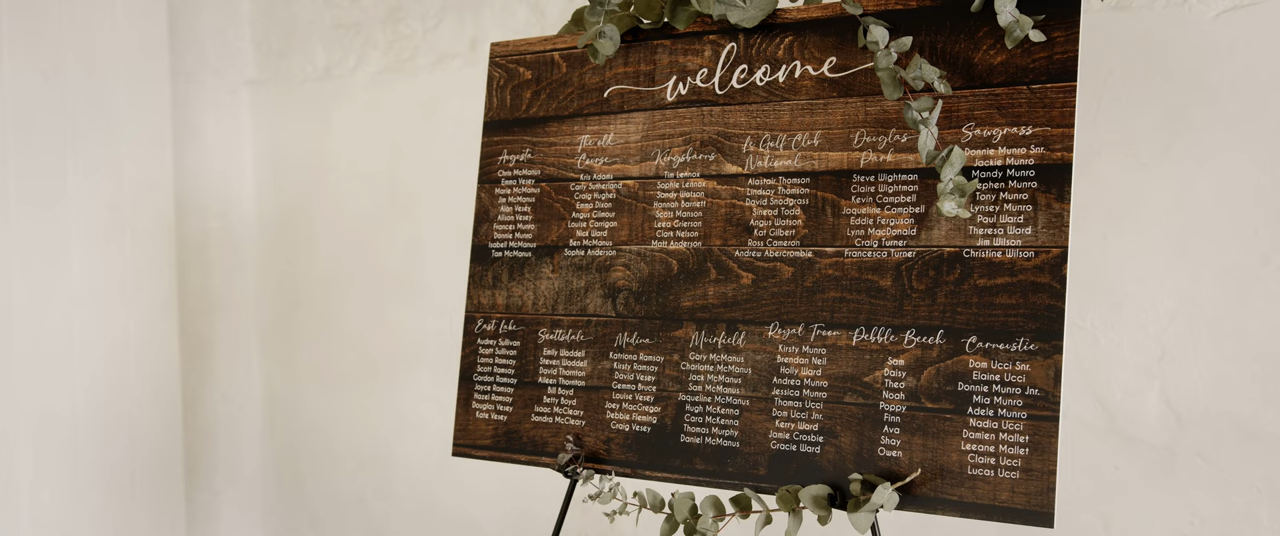 welcome
Augusta
Chris McManus
Emma Vesey
Marie McManus
Jim McManus
Alan Vesey
Alison Vesey
Frances Munro
Donnie Munro
Isabell McManus
Tam McManus
The old
Course
Kris Adams
Carly Sutherland
Craig Hughes
Emma Dixon
Angus Gilmour
Louise Carrigan
Nick Ward
Ben McManus
Sophie Anderson
Kingsbarns
Tim Lennox
Sophie Lennox
Sandy Watson
Hannah Barnett
Scott Manson
Leea Grierson
Clark Nelson
Matt Anderson
Le Golf Club
National
Alastair Thomson
Lindsay Thomson
David Snodgrass
Sinead Todd
Angus Watson
Kat Gilbert
Ross Cameron
Andrew Abercrombie
Douglas
Park
Steve Wightman
Claire Wightman
Kevin Campbell
Jaqueline Campbell
Eddie Ferguson
Lynn MacDonald
Craig Turner
Francesca Turner
Sawgrass
Donnie Munro Snr.
Jackie Munro
Mandy Munro
ephen Munro
Tony Munro
Lynsey Munro
Paul Ward
Theresa Ward
Jim Wilson
Christine Wilson
East Lake
Audrey Sullivan
Scott Sullivan
Lorna Ramsay
Scott Ramsay
Gordon Ramsay
Joyce Ramsay
Hazel Ramsay
Douglas Vesey
Kate Vesey
Scottsdale
Emily Waddell
Steven Waddell
David Thornton
Aileen Thornton
Bill Boyd
Betty Boyd
Isaac McCleary
Sandra McCleary
Medina
Katriona Ramsay
Kirsty Ramsay
David Vesey
Gemma Bruce
Louise Vesey
Joey MacGregor
Debbie Fleming
Craig Vesey
Muirfield
Gary McManus
Charlotte McManus
Jack McManus
Sam McManus
Jaqueline McManus
Hugh McKenna
Cara McKenna
Thomas Murphy
Daniel McManus
Royal Troon
Kirsty Munro
Brendan Neil
Holly Ward
Andrea Munro
Jessica Munro
Thomas Ucci
Dom Ucci Jnr.
Kerry Ward
Jamie Crosbie
Gracie Ward
Pebble Beech
Sam
Daisy
Theo
Noah
Poppy
Finn
Ava
Shay
Owen
Carnoustie
Dom Ucci Snr.
Elaine Ucci
Donnie Munro Jnr.
Mia Munro
Adele Munro
Nadia Ucci
Damien Mallet
Leeane Mallet
Claire Ucci
Lucas Ucci